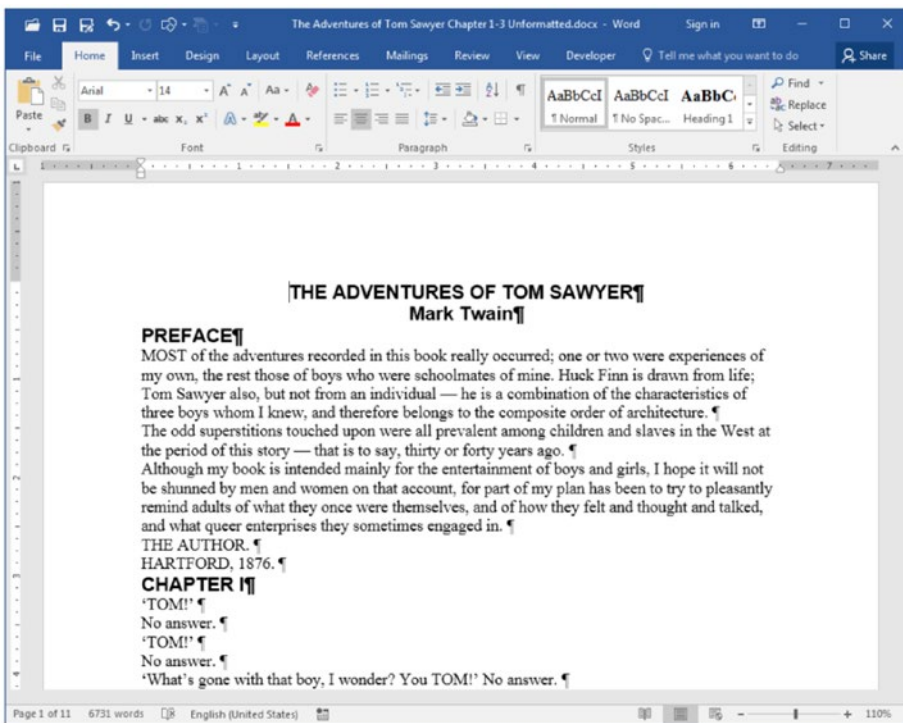 The Adventures of Tom Sawyer Chapter 1-3 Unformatted.docx - Word Sign in
File Home Insert Design Layout References Mailings Review View Developer Tell me what you want to do Share
Paste
Arial 14 A A Aa
B I U abc X, x² A A
AaBbCcI AaBbCcI AaBbC
¶ Normal ¶ No Spac... Heading 1
Find
Replace
Select
Clipboard Font Paragraph Styles Editing
1 1 2 3 4 5 6 7
THE ADVENTURES OF TOM SAWYER¶
Mark Twain¶
PREFACE¶
MOST of the adventures recorded in this book really occurred; one or two were experiences of
my own, the rest those of boys who were schoolmates of mine. Huck Finn is drawn from life;
Tom Sawyer also, but not from an individual — he is a combination of the characteristics of
three boys whom I knew, and therefore belongs to the composite order of architecture. ¶
The odd superstitions touched upon were all prevalent among children and slaves in the West at
the period of this story — that is to say, thirty or forty years ago. ¶
Although my book is intended mainly for the entertainment of boys and girls, I hope it will not
be shunned by men and women on that account, for part of my plan has been to try to pleasantly
remind adults of what they once were themselves, and of how they felt and thought and talked,
and what queer enterprises they sometimes engaged in. ¶
THE AUTHOR. ¶
HARTFORD, 1876. ¶
CHAPTER I¶
‘TOM!’ ¶
No answer. ¶
‘TOM!’ ¶
No answer. ¶
‘What’s gone with that boy, I wonder? You TOM!’ No answer. ¶
Page 1 of 11 6731 words English (United States) 110%